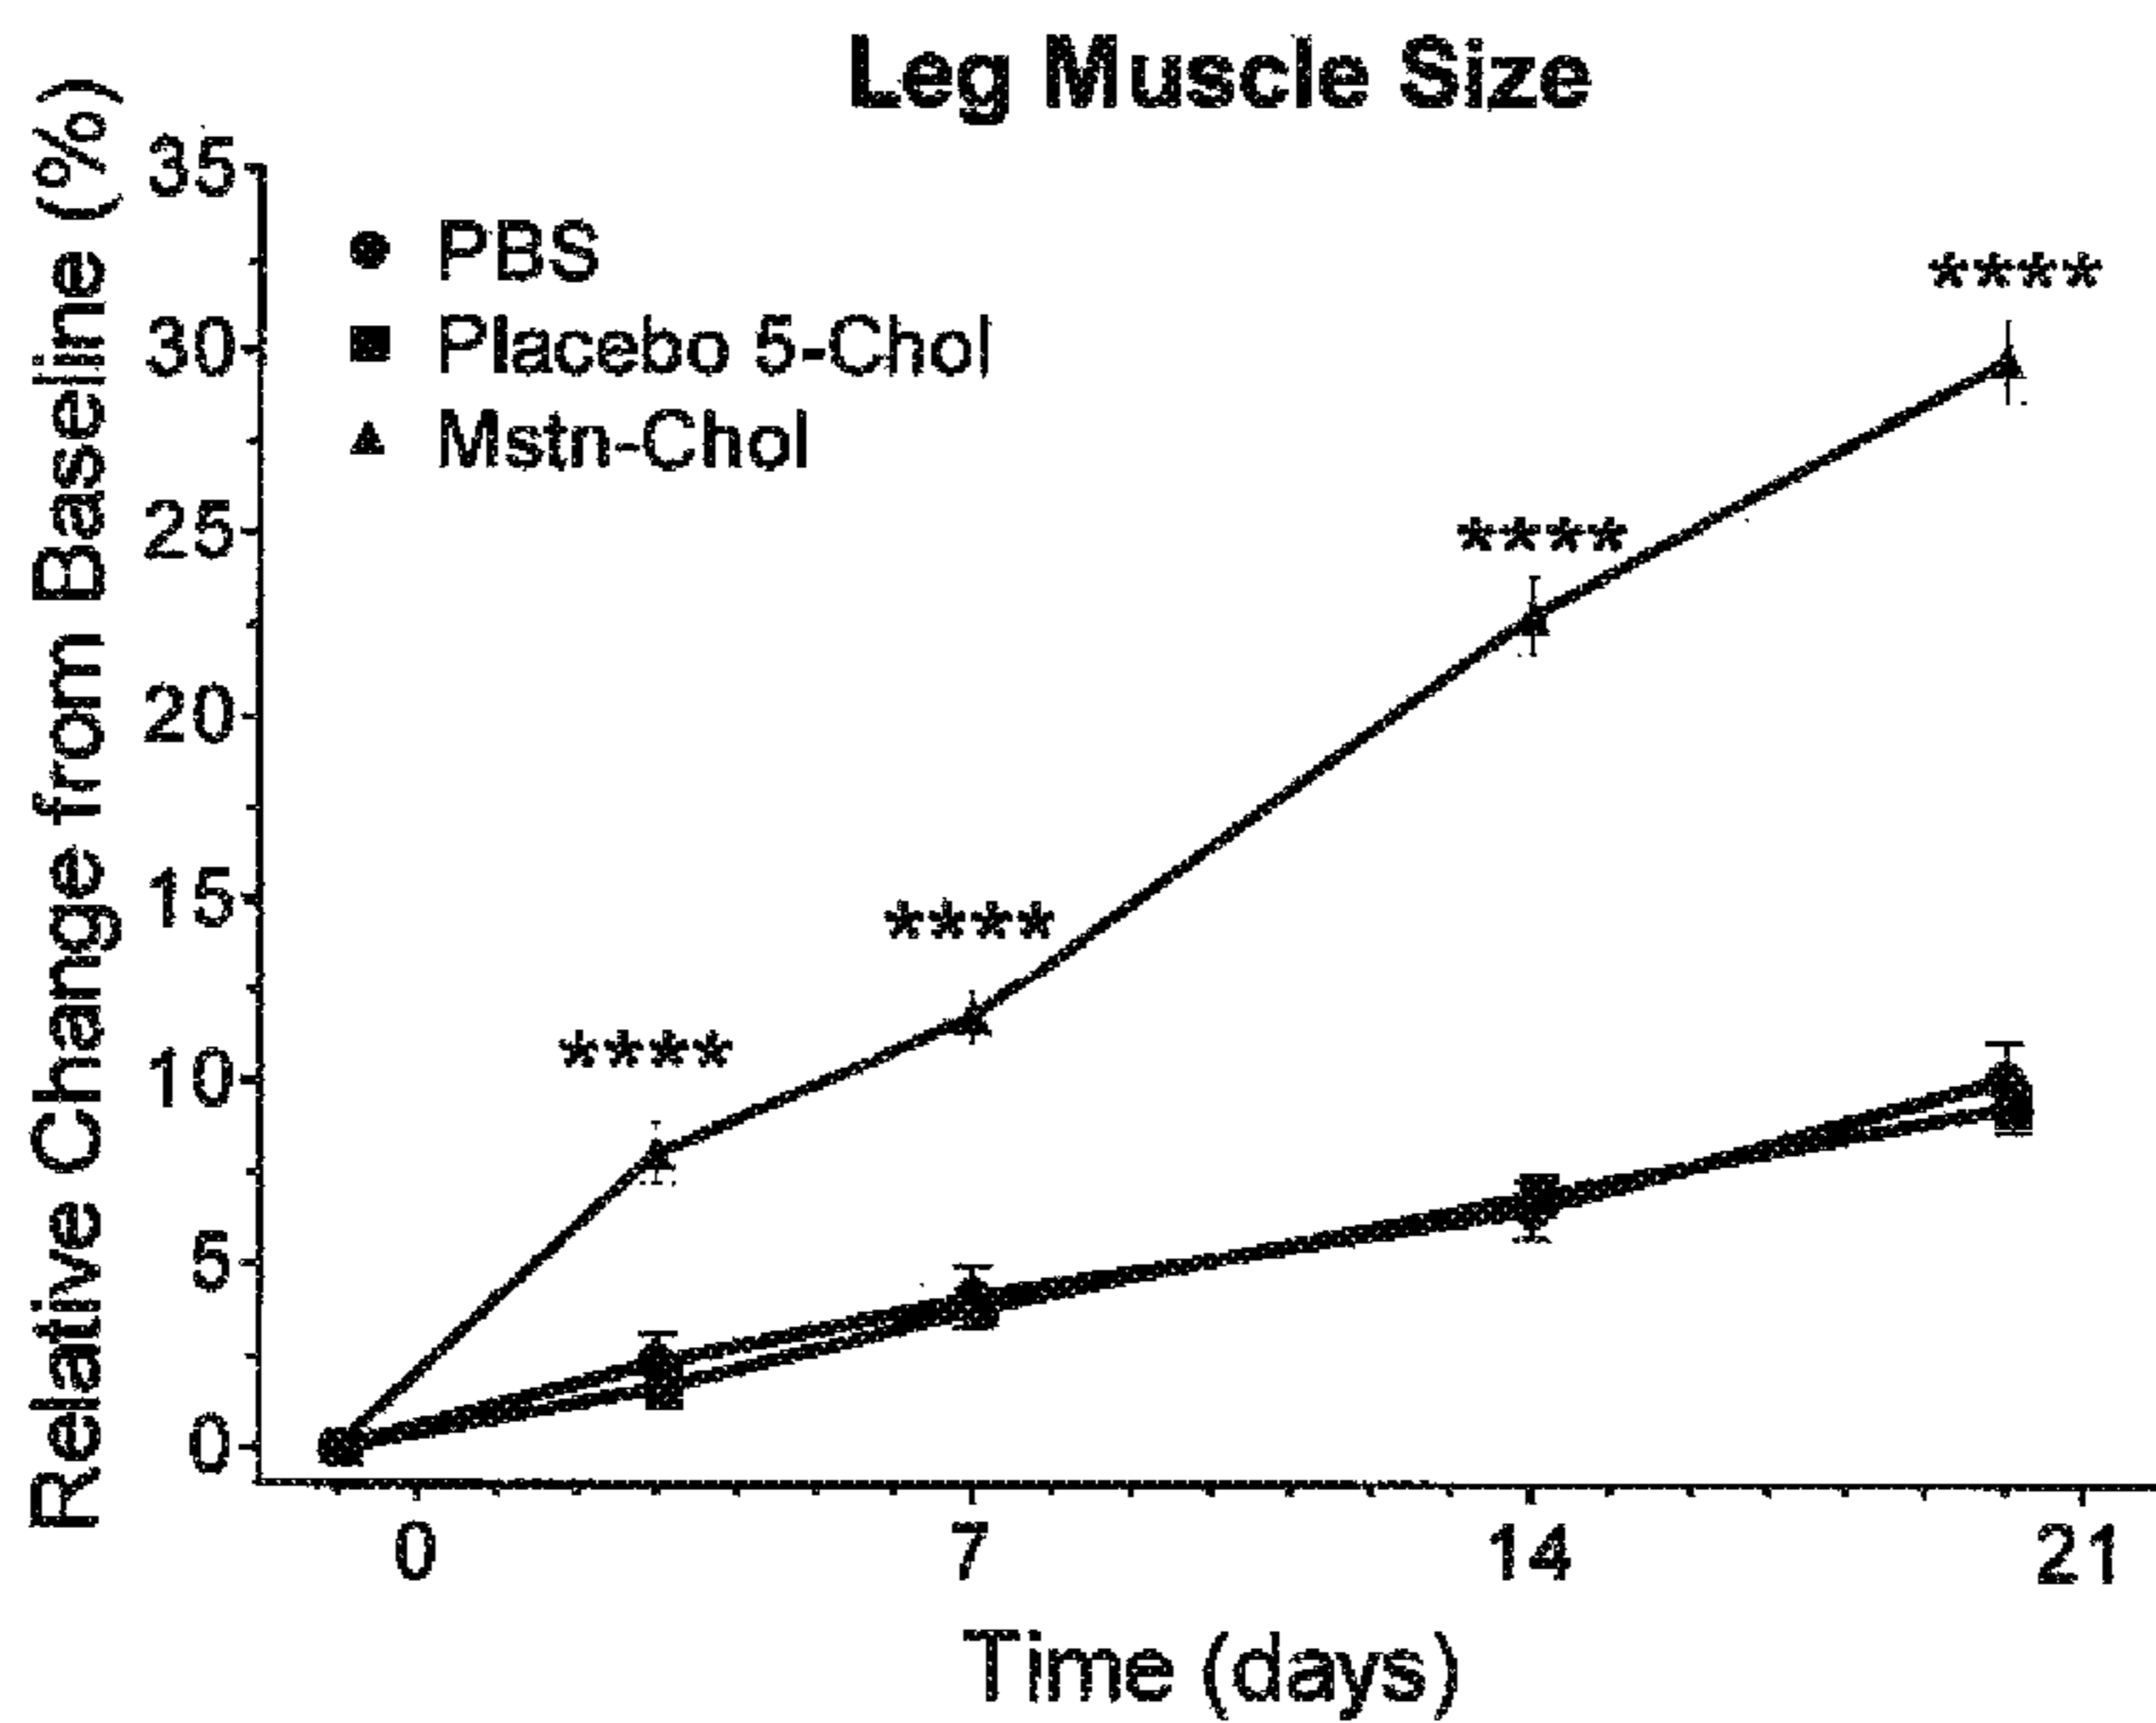 Leg Muscle Size
Relative Change from Baseline (%)
35
30
25
20
15
10
5
0
PBS
Placebo 5-Chol
Mstn-Chol
****
****
****
****
0 7 14 21
Time (days)